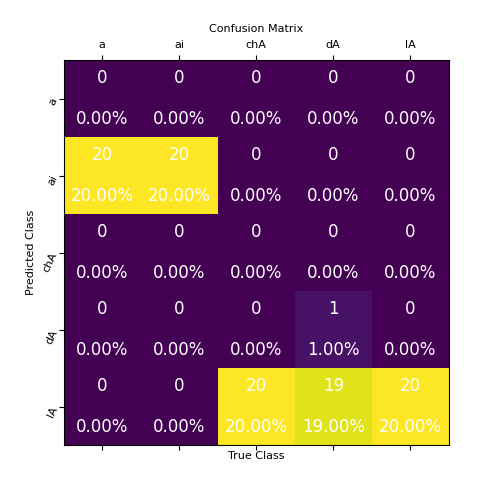 Confusion Matrix
a ai chA dA lA
0 0 0 0 0
a
0.00% 0.00% 0.00% 0.00% 0.00%
20 20 0 0 0
ai
20.00% 20.00% 0.00% 0.00% 0.00%
0 0 0 0 0
chA
0.00% 0.00% 0.00% 0.00% 0.00%
0 0 0 1 0
dA
0.00% 0.00% 0.00% 1.00% 0.00%
0 0 20 19 20
lA
0.00% 0.00% 20.00% 19.00% 20.00%
Predicted Class
True Class